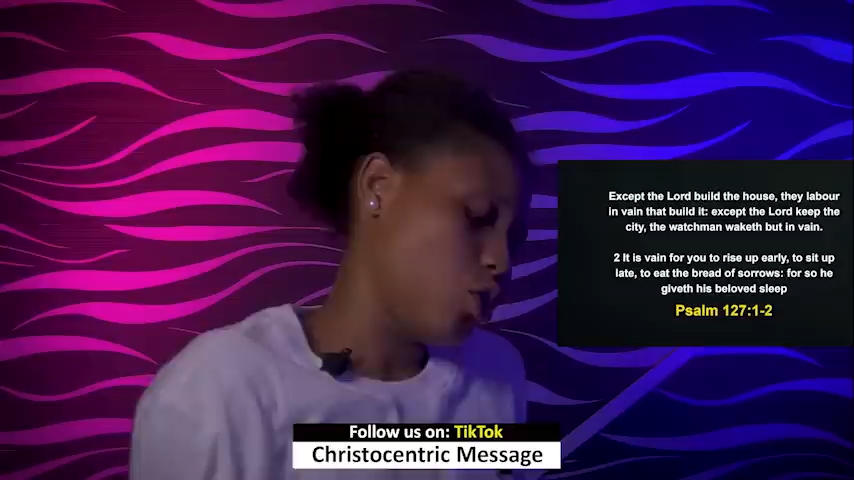 Except the Lord build the house, they labour
in vain that build it: except the Lord keep the
city, the watchman waketh but in vain.
2 It is vain for you to rise up early, to sit up
late, to eat the bread of sorrows: for so he
giveth his beloved sleep
Psalm 127:1-2
Follow us on: TikTok
Christocentric Message